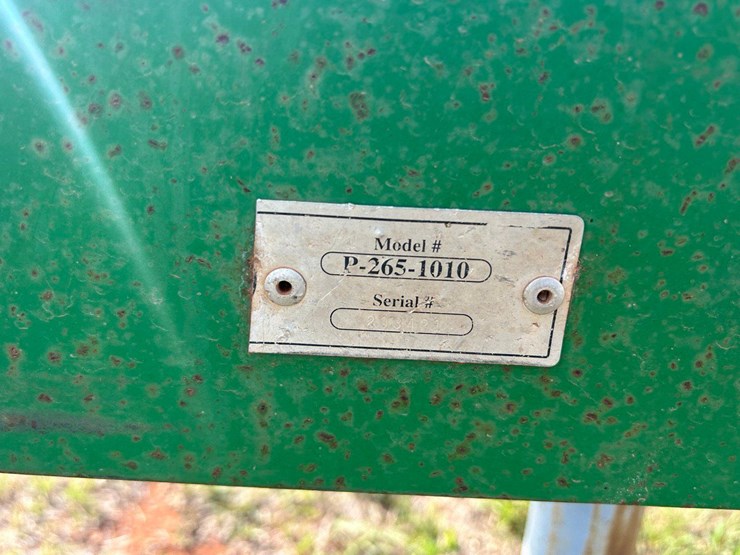 Model #
P-265-1010
Serial #